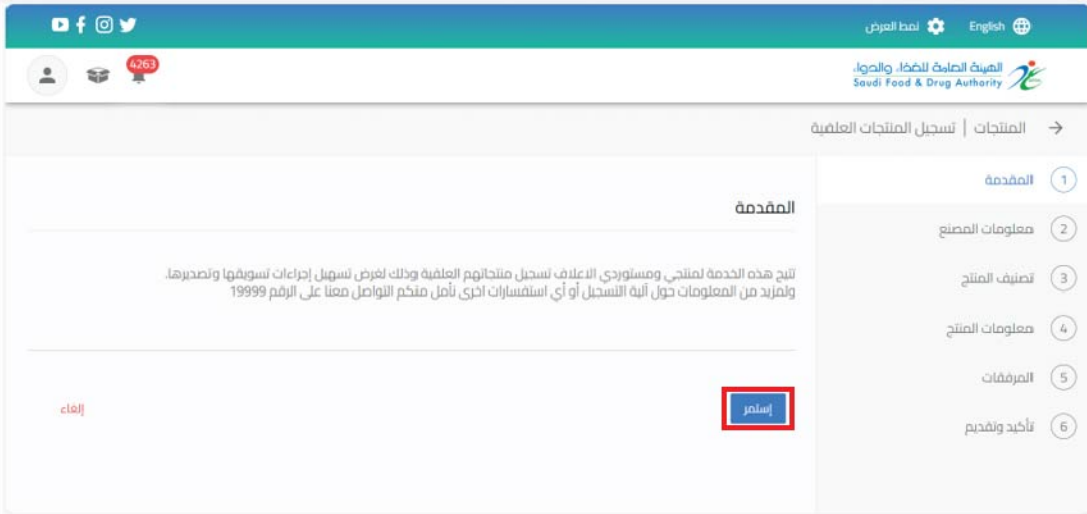 English
نمط العرض
الهيئة العامة للغذاء والدواء
Saudi Food & Drug Authority
4263
المنتجات | تسجيل المنتجات العلفية
1 المقدمة
2 معلومات المصنع
3 تصنيف المنتج
4 معلومات المنتج
5 المرفقات
6 تأكيد وتقديم
المقدمة
تتيح هذه الخدمة لمنتجي ومستوردي الاعلاف تسجيل منتجاتهم العلفية وذلك لغرض تسهيل إجراءات تسويقها وتصديرها.
ولمزيد من المعلومات حول آلية التسجيل أو أي استفسارات اخرى نأمل منكم التواصل معنا على الرقم 19999
إستمر
إلغاء